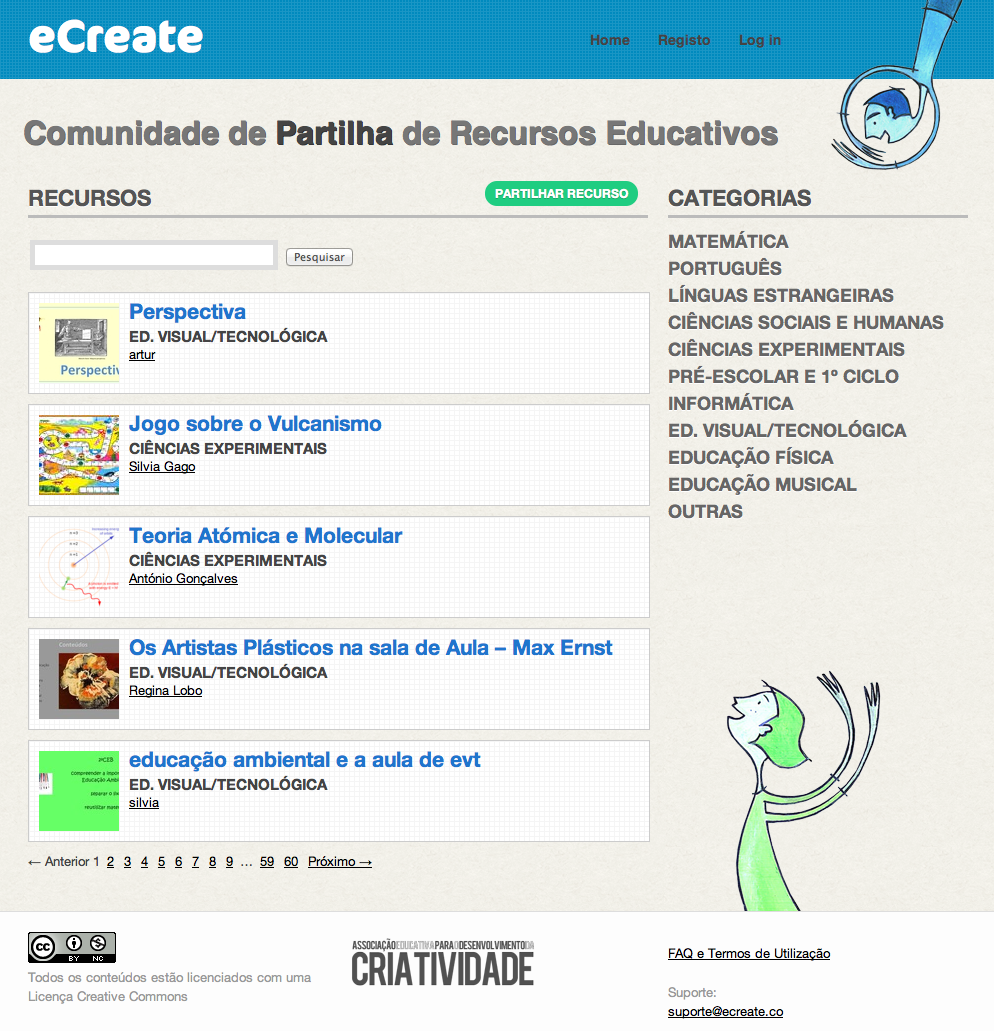 eCreate
Home Registo Log in
Comunidade de Partilha de Recursos Educativos
RECURSOS
PARTILHAR RECURSO
Pesquisar
Perspectiva
ED. VISUAL/TECNOLÓGICA
artur
Perspectiv
Jogo sobre o Vulcanismo
CIÊNCIAS EXPERIMENTAIS
Silvia Gago
Teoria Atómica e Molecular
CIÊNCIAS EXPERIMENTAIS
António Gonçalves
Os Artistas Plásticos na sala de Aula – Max Ernst
ED. VISUAL/TECNOLÓGICA
Regina Lobo
Conteúdos
educação ambiental e a aula de evt
ED. VISUAL/TECNOLÓGICA
silvia
← Anterior 1 2 3 4 5 6 7 8 9 … 59 60 Próximo →
CATEGORIAS
MATEMÁTICA
PORTUGUÊS
LÍNGUAS ESTRANGEIRAS
CIÊNCIAS SOCIAIS E HUMANAS
CIÊNCIAS EXPERIMENTAIS
PRÉ-ESCOLAR E 1º CICLO
INFORMÁTICA
ED. VISUAL/TECNOLÓGICA
EDUCAÇÃO FÍSICA
EDUCAÇÃO MUSICAL
OUTRAS
cc BY NC
Todos os conteúdos estão licenciados com uma
Licença Creative Commons
ASSOCIAÇÃOEDUCATIVAPARAODESENVOLVIMENTODA
CRIATIVIDADE
FAQ e Termos de Utilização
Suporte:
suporte@ecreate.co